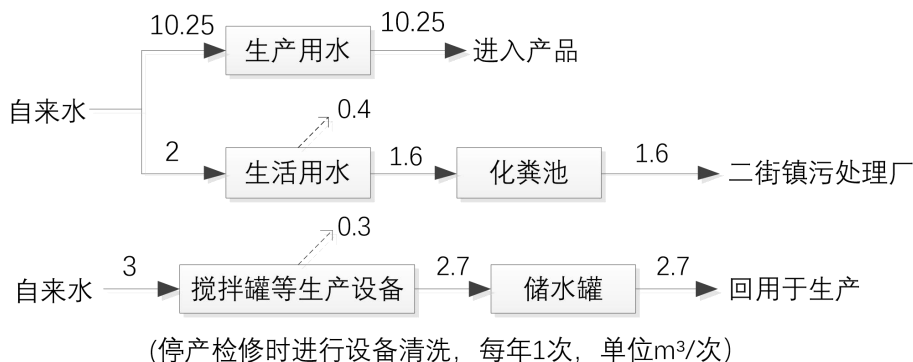 10.25 生产用水 10.25 进入产品
自来水
0.4
2 生活用水 1.6 化粪池 1.6 二街镇污处理厂
0.3
自来水 3 搅拌罐等生产设备 2.7 储水罐 2.7 回用于生产
(停产检修时进行设备清洗，每年1次，单位m³/次)